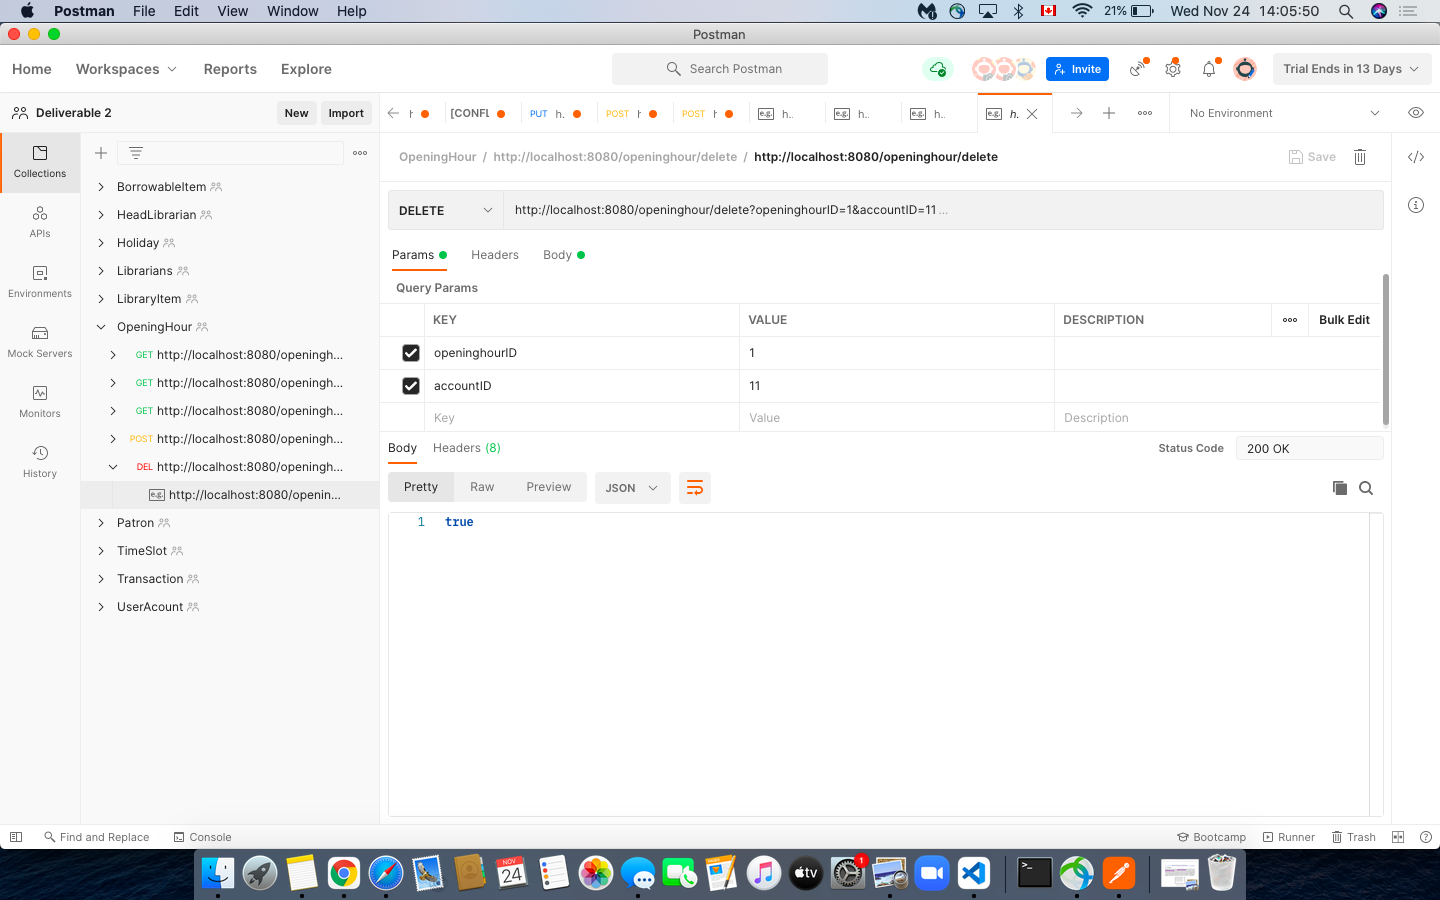 Postman File Edit View Window Help 21% Wed Nov 24 14:05:50
Postman
Home Workspaces Reports Explore Search Postman Invite Trial Ends in 13 Days
Deliverable 2 New Import [CONFL PUT h. POST POST e.g. h.. e.g. h.. e.g. h.. e.g. h. No Environment
Collections
APIs
Environments
Mock Servers
Monitors
History
BorrowableItem
HeadLibrarian
Holiday
Librarians
LibraryItem
OpeningHour
GET http://localhost:8080/openingh...
GET http://localhost:8080/openingh...
GET http://localhost:8080/openingh...
POST http://localhost:8080/openingh...
DEL http://localhost:8080/openingh...
e.g. http://localhost:8080/openin...
Patron
TimeSlot
Transaction
UserAcount
OpeningHour / http://localhost:8080/openinghour/delete / http://localhost:8080/openinghour/delete Save
DELETE http://localhost:8080/openinghour/delete?openinghourID=1&accountID=11 ...
Params Headers Body
Query Params
KEY VALUE DESCRIPTION Bulk Edit
openinghourID 1
accountID 11
Key Value Description
Body Headers (8) Status Code 200 OK
Pretty Raw Preview JSON
1 true
Find and Replace Console Bootcamp Runner Trash
NOV 24 tv 1